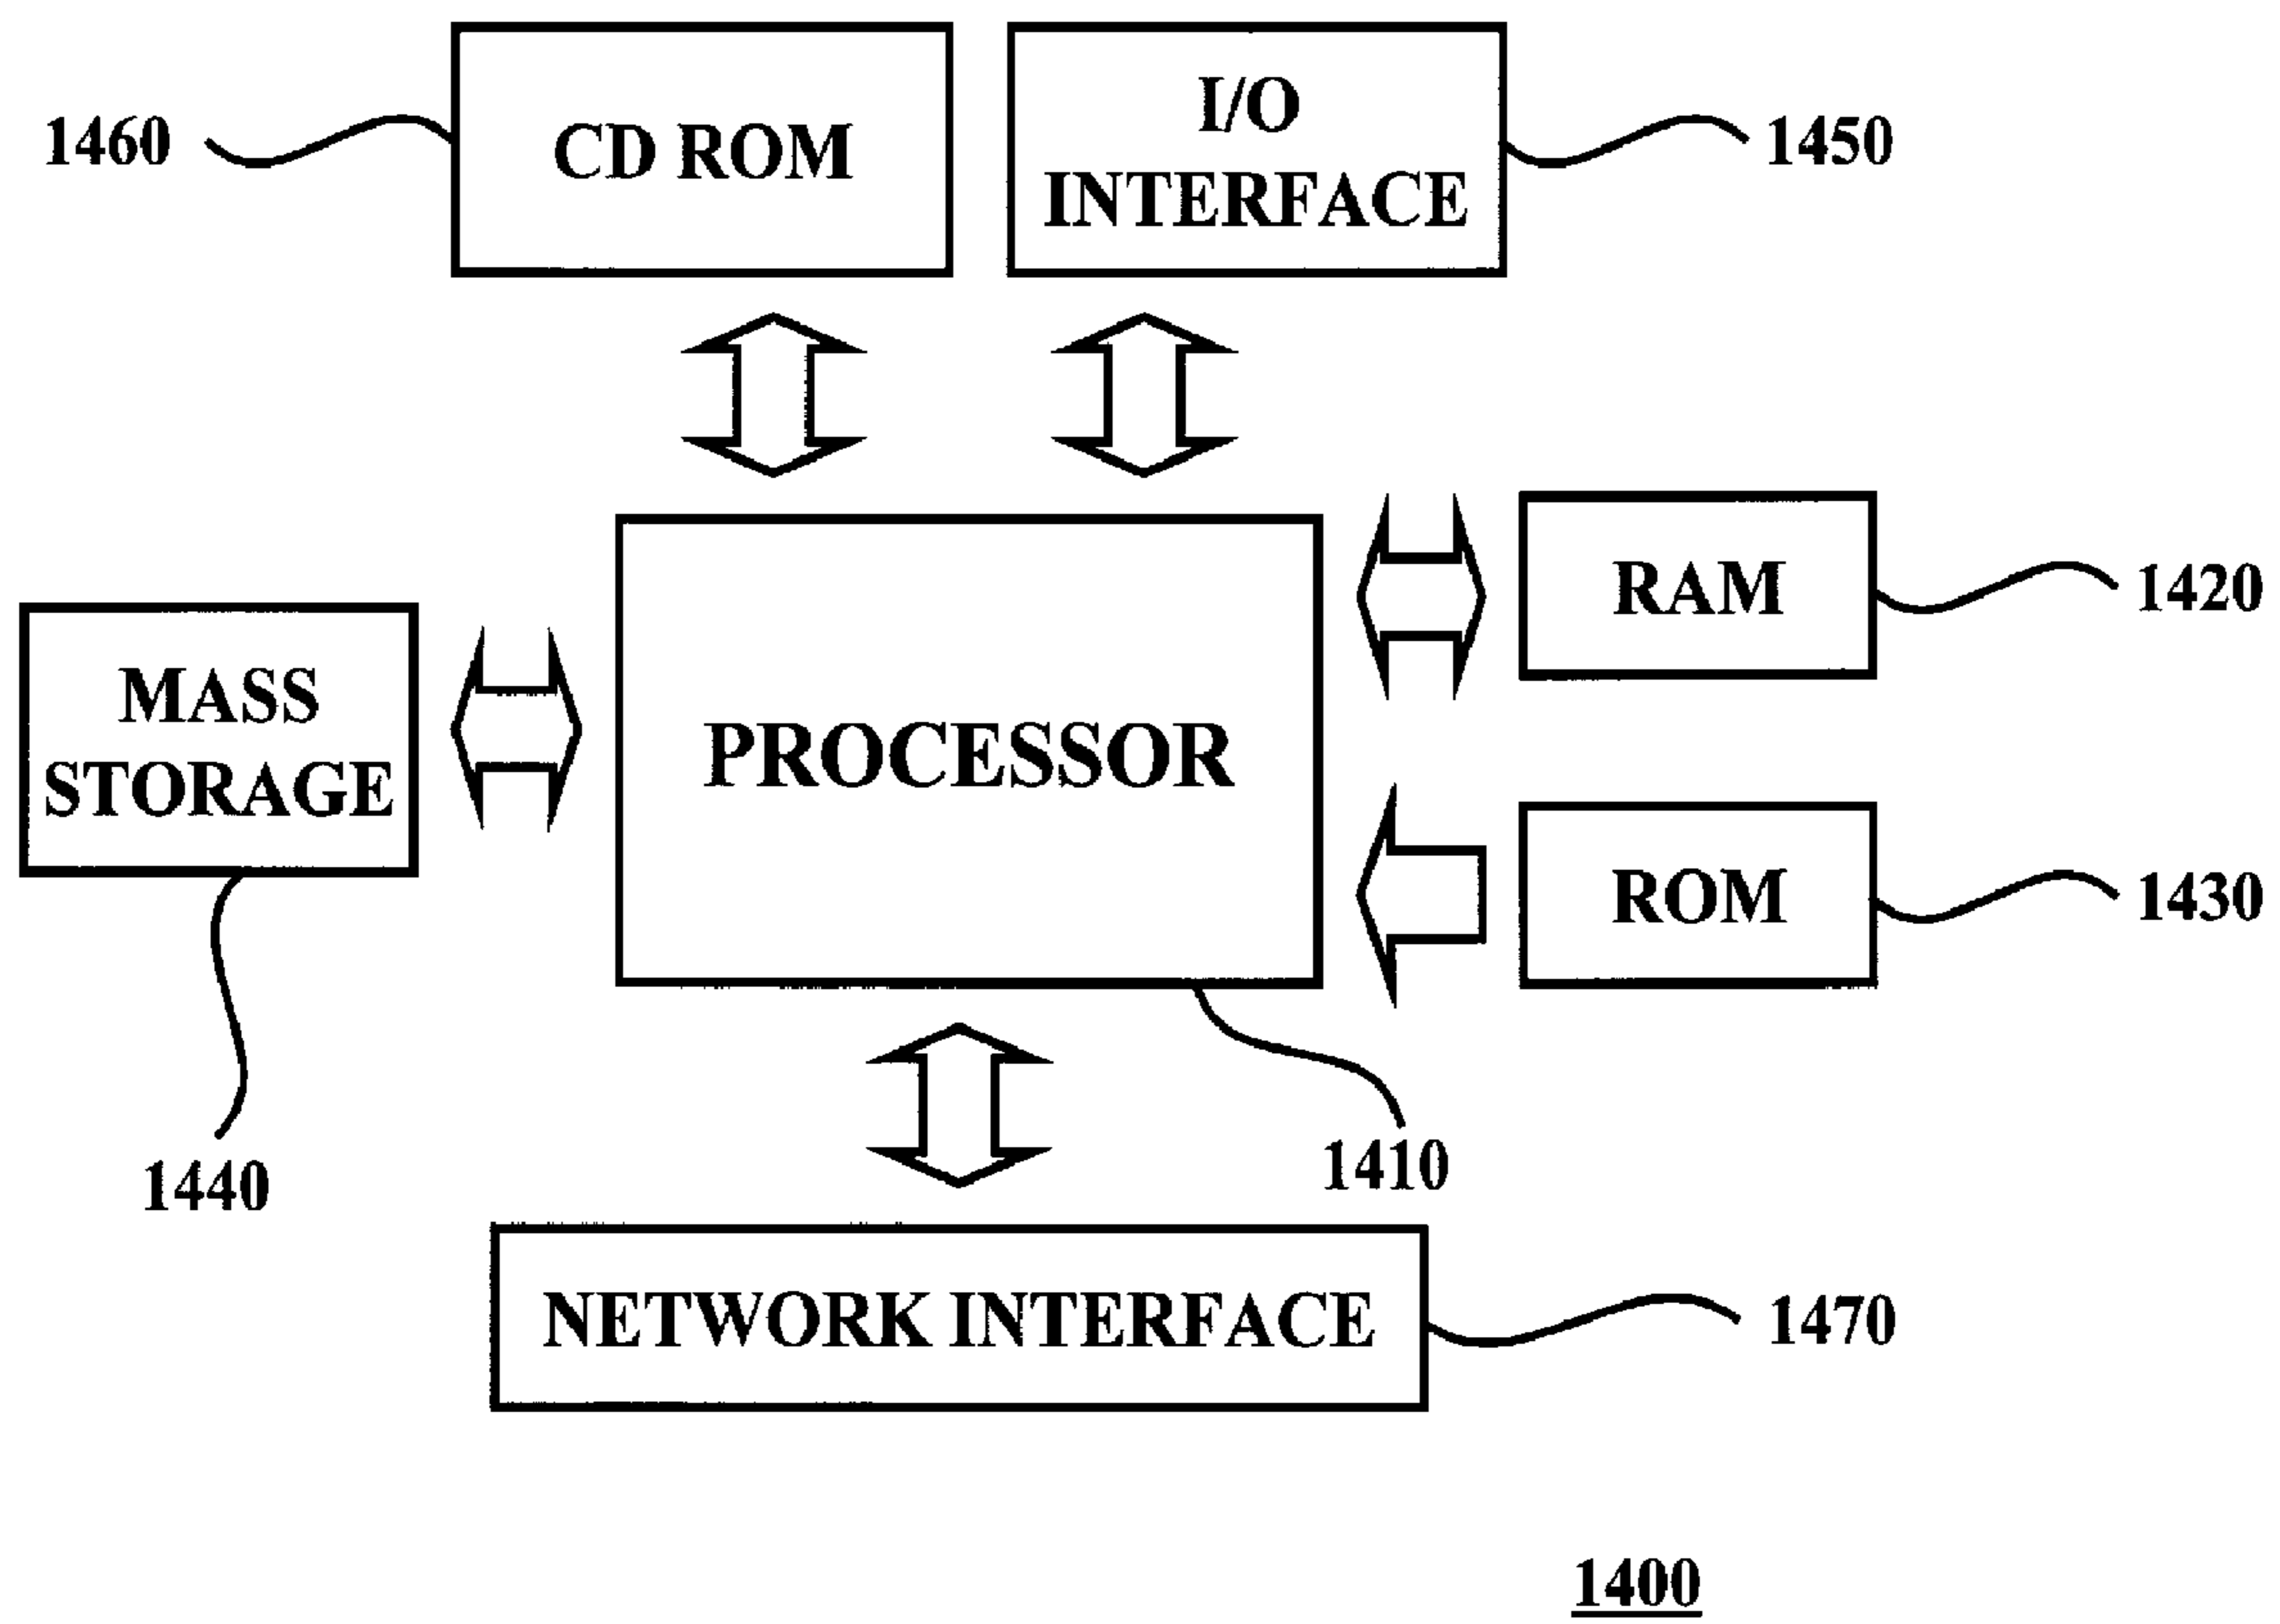 1460
CD ROM
I/O
INTERFACE
1450
RAM
1420
MASS
STORAGE
PROCESSOR
ROM
1430
1440
1410
NETWORK INTERFACE
1470
1400